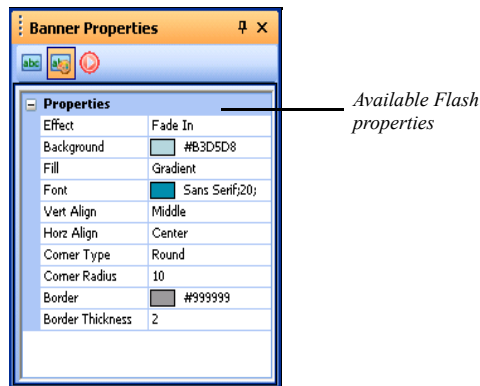 Banner Properties
abc
Properties
Effect Fade In
Background #B3D5D8
Fill Gradient
Font Sans Serif;20;
Vert Align Middle
Horz Align Center
Corner Type Round
Corner Radius 10
Border #999999
Border Thickness 2
Available Flash
properties